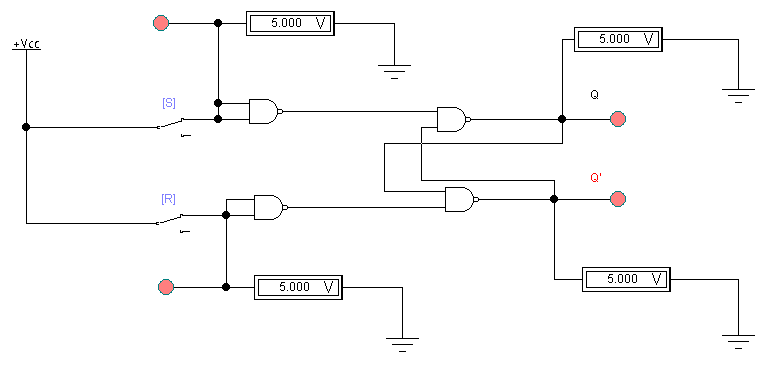 5.000 V
5.000 V
+Vcc
[S]
Q
Q'
[R]
5.000 V
5.000 V